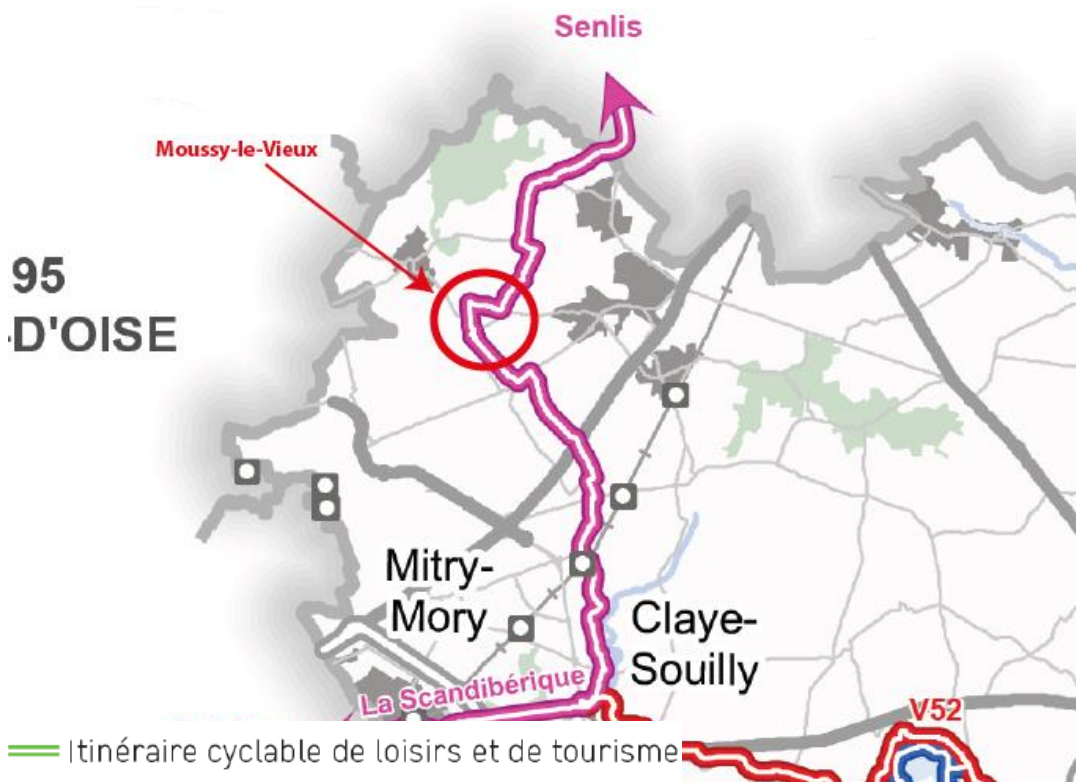 Senlis
Moussy-le-Vieux
95
-D'OISE
Mitry-
Mory
Claye-
Souilly
La Scandibérique
V52
Itinéraire cyclable de loisirs et de tourisme